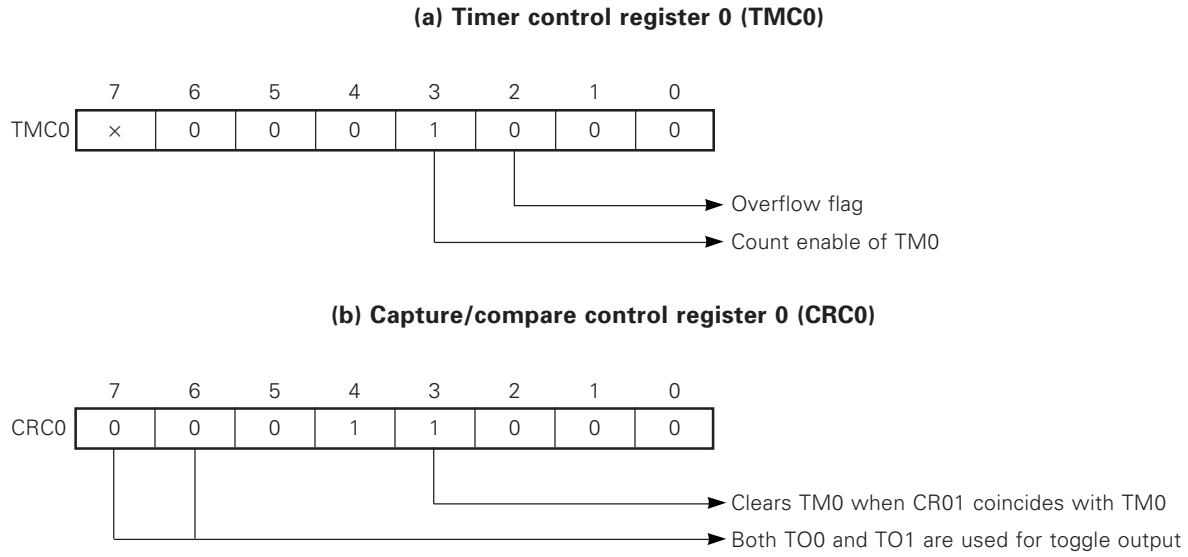 (a) Timer control register 0 (TMC0)
7 6 5 4 3 2 1 0
TMC0 × 0 0 0 1 0 0 0
Overflow flag
Count enable of TM0
(b) Capture/compare control register 0 (CRC0)
7 6 5 4 3 2 1 0
CRC0 0 0 0 1 1 0 0 0
Clears TM0 when CR01 coincides with TM0
Both TO0 and TO1 are used for toggle output